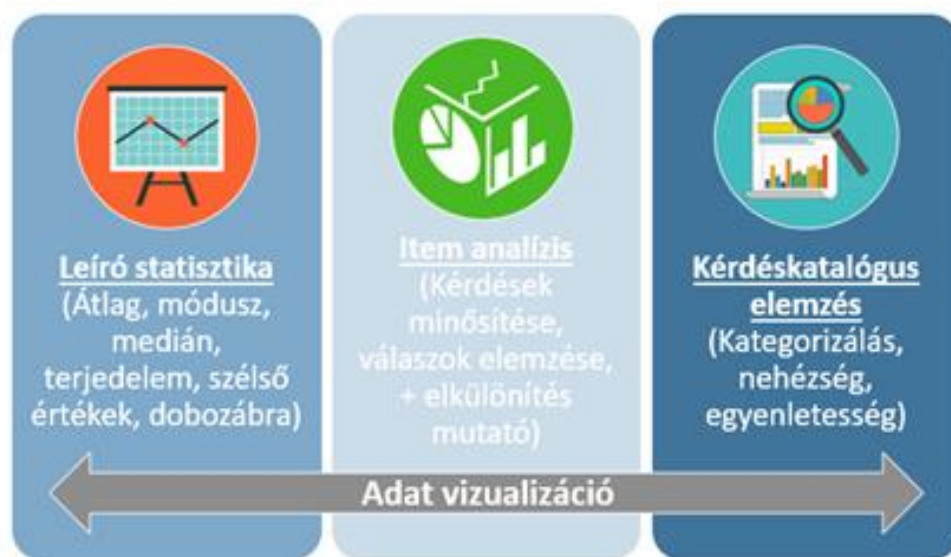 Leíró statisztika
(Átlag, módusz,
medián,
terjedelem, szélső
értékek, dobozábra)
Item analízis
(Kérdések
minősítése,
válaszok elemzése,
+ elkülönítés
mutató)
Kérdéskatalógus
elemzés
(Kategorizálás,
nehézség,
egyenletesség)
Adat vizualizáció